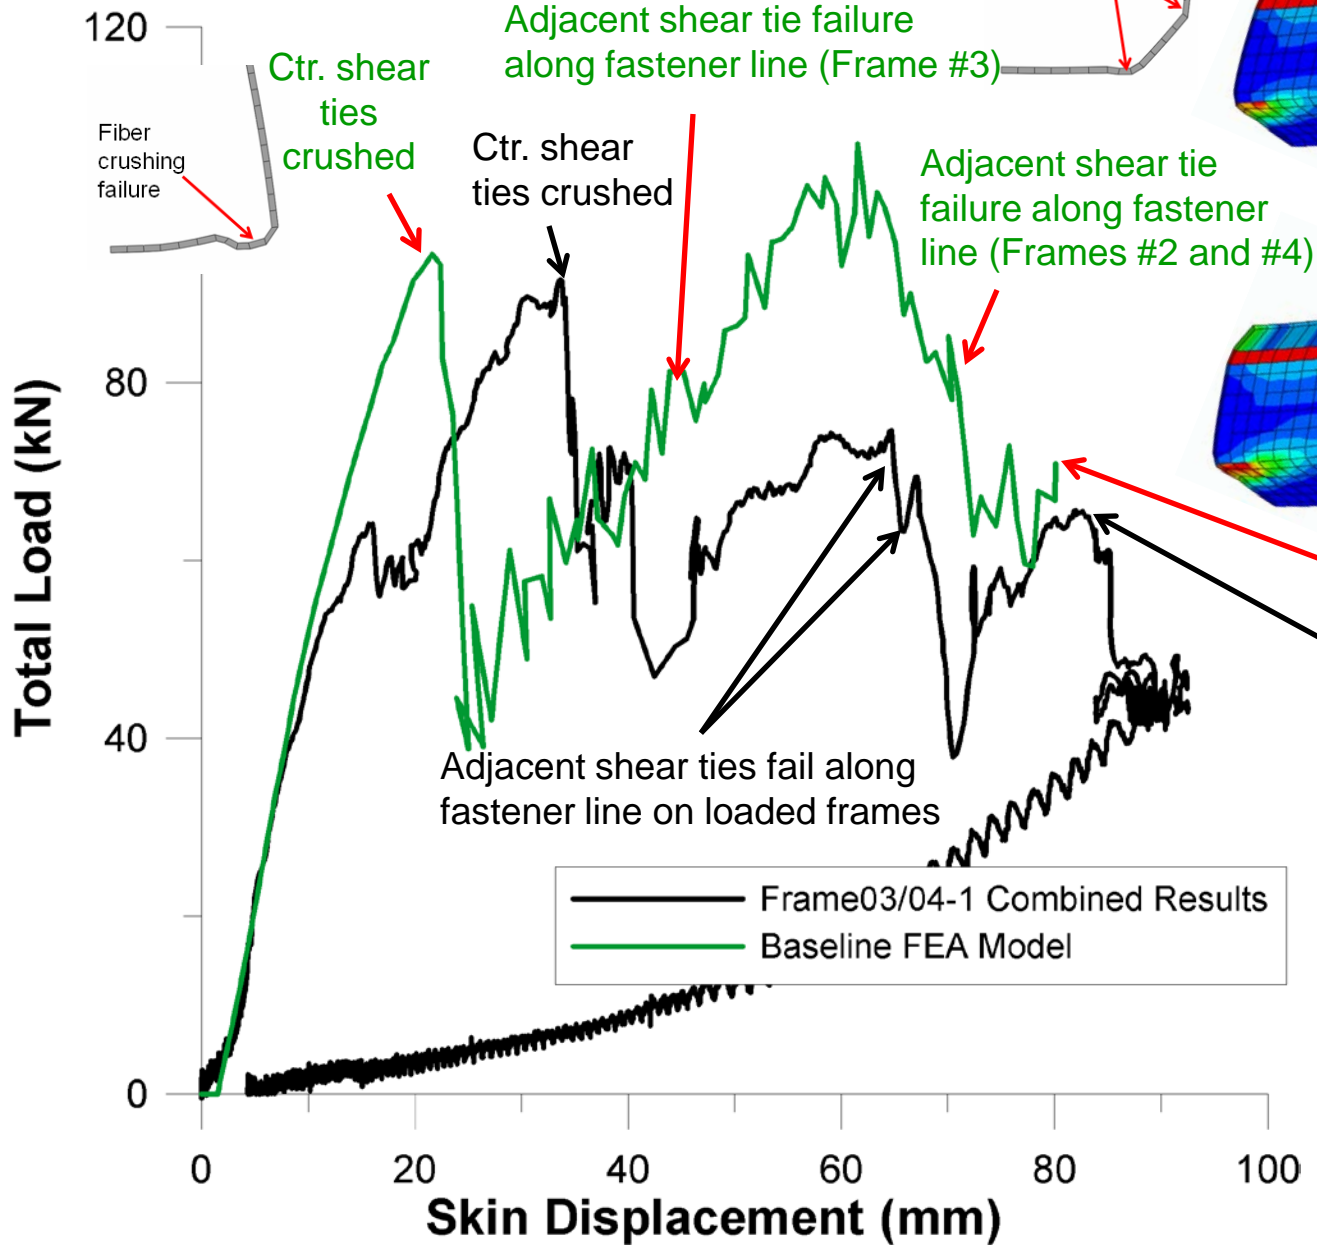 120
Adjacent shear tie failure
along fastener line (Frame #3)
Ctr. shear
ties
crushed
Fiber
crushing
failure
Ctr. shear
ties crushed
Adjacent shear tie
failure along fastener
line (Frames #2 and #4)
80
Total Load (kN)
40
Adjacent shear ties fail along
fastener line on loaded frames
Frame03/04-1 Combined Results
Baseline FEA Model
0
0 20 40 60 80 100
Skin Displacement (mm)